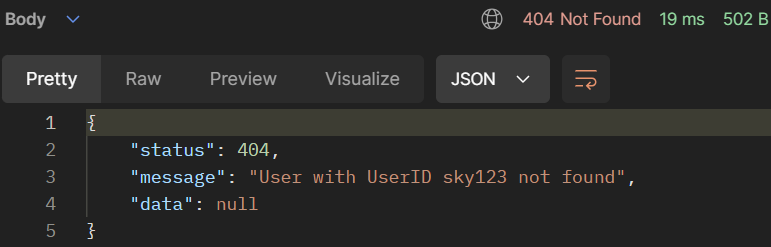 Body 404 Not Found 19 ms 502 B
Pretty Raw Preview Visualize JSON
1 {
2 "status": 404,
3 "message": "User with UserID sky123 not found",
4 "data": null
5 }